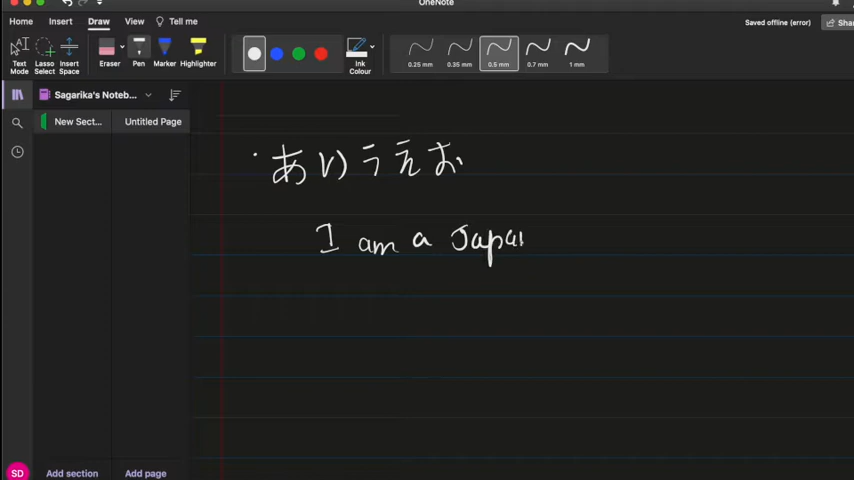 OneNote
Home Insert Draw View Tell me
Saved offline (error)
Shar
Text Mode
Lasso Select
Insert Space
Eraser
Pen
Marker
Highlighter
Ink Colour
0.25 mm 0.35 mm 0.5 mm 0.7 mm 1 mm
Sagarika's Noteb...
New Sect... Untitled Page
あいうえお
I am a Japan
SD
Add section Add page